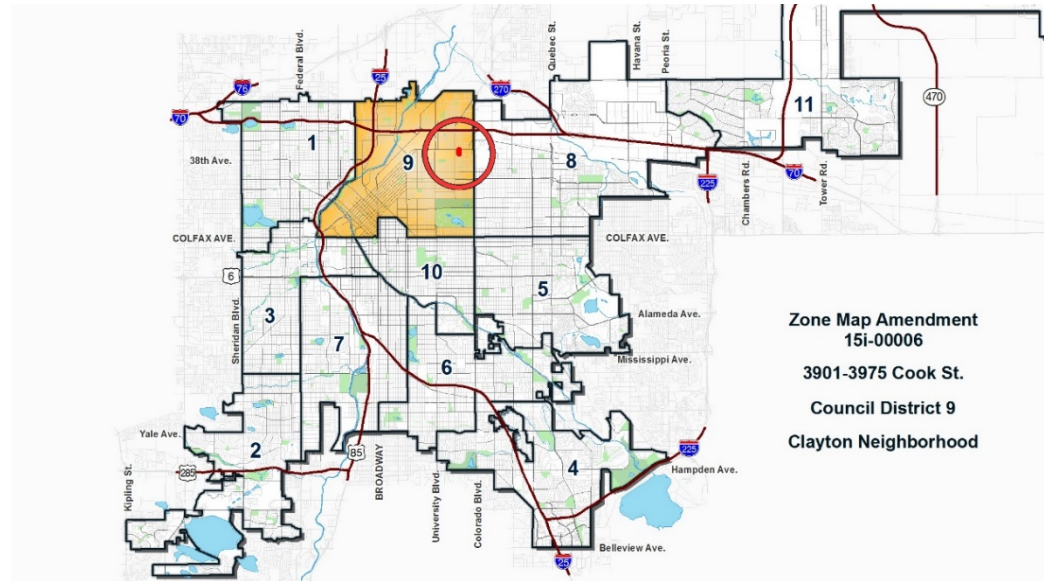 Federal Blvd.
Quebec St.
Havana St.
Peoria St.
76
25
270
70
470
11
1
38th Ave.
9
8
225
70
Chambers Rd.
Tower Rd.
COLFAX AVE.
COLFAX AVE.
6
10
5
3
Sheridan Blvd.
7
Alameda Ave.
Mississippi Ave.
6
Zone Map Amendment
15i-00006
3901-3975 Cook St.
Council District 9
Clayton Neighborhood
Yale Ave.
2
285
85
BROADWAY
University Blvd.
Colorado Blvd.
4
225
Hampden Ave.
Kipling St.
Belleview Ave.
25